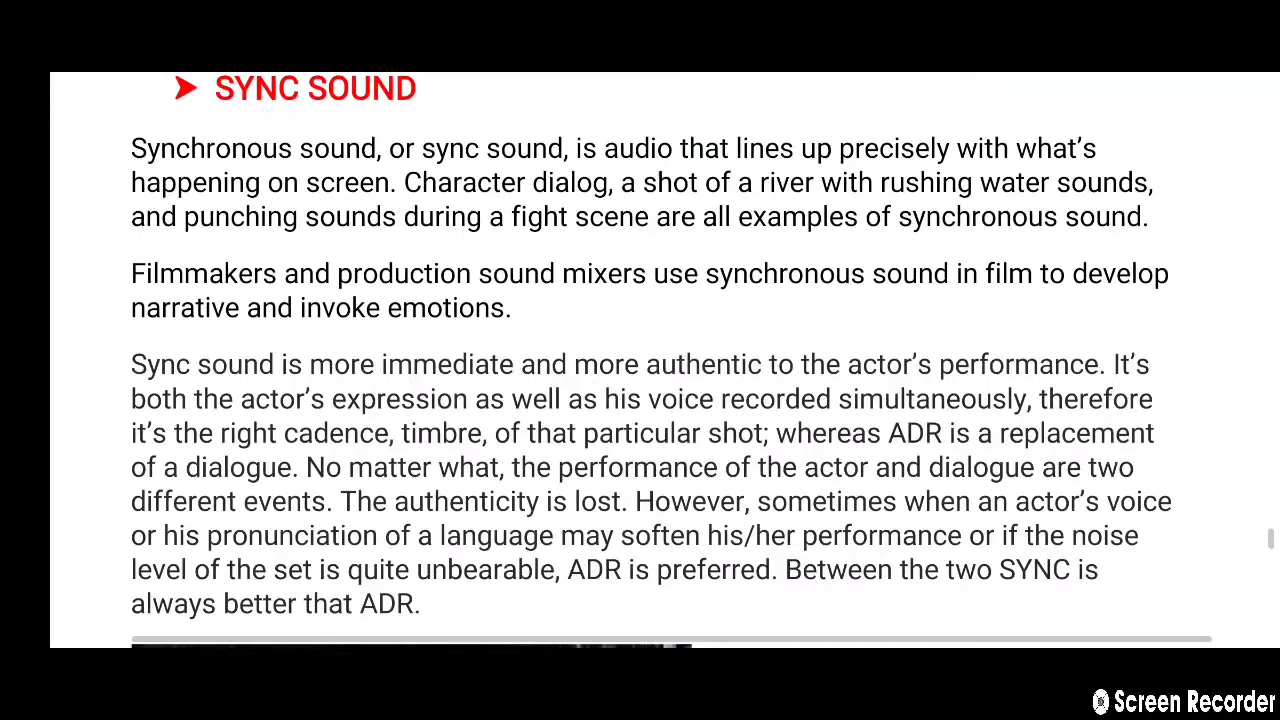 ➤ SYNC SOUND
Synchronous sound, or sync sound, is audio that lines up precisely with what’s
happening on screen. Character dialog, a shot of a river with rushing water sounds,
and punching sounds during a fight scene are all examples of synchronous sound.
Filmmakers and production sound mixers use synchronous sound in film to develop
narrative and invoke emotions.
Sync sound is more immediate and more authentic to the actor’s performance. It’s
both the actor’s expression as well as his voice recorded simultaneously, therefore
it’s the right cadence, timbre, of that particular shot; whereas ADR is a replacement
of a dialogue. No matter what, the performance of the actor and dialogue are two
different events. The authenticity is lost. However, sometimes when an actor’s voice
or his pronunciation of a language may soften his/her performance or if the noise
level of the set is quite unbearable, ADR is preferred. Between the two SYNC is
always better that ADR.
Screen Recorder